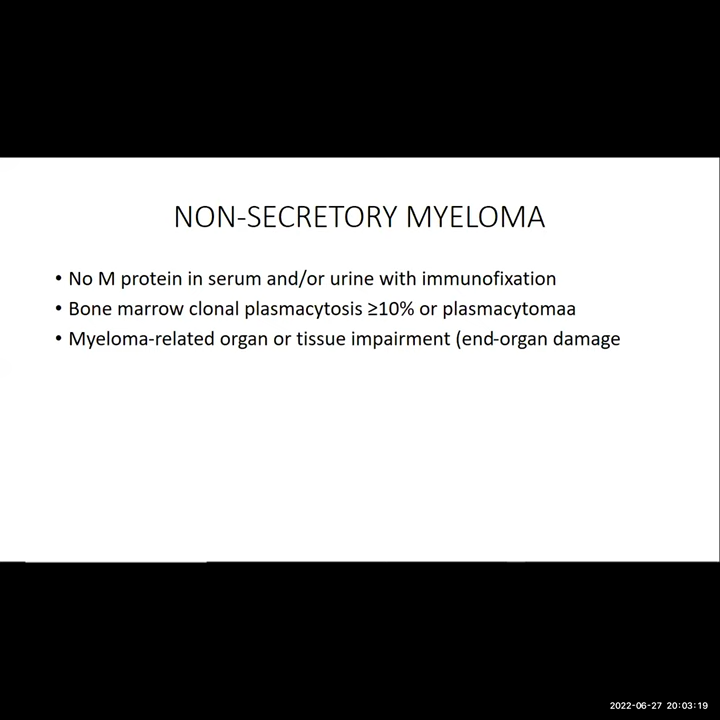 NON-SECRETORY MYELOMA
• No M protein in serum and/or urine with immunofixation
• Bone marrow clonal plasmacytosis ≥10% or plasmacytomaa
• Myeloma-related organ or tissue impairment (end-organ damage
2022-06-27 20:03:19